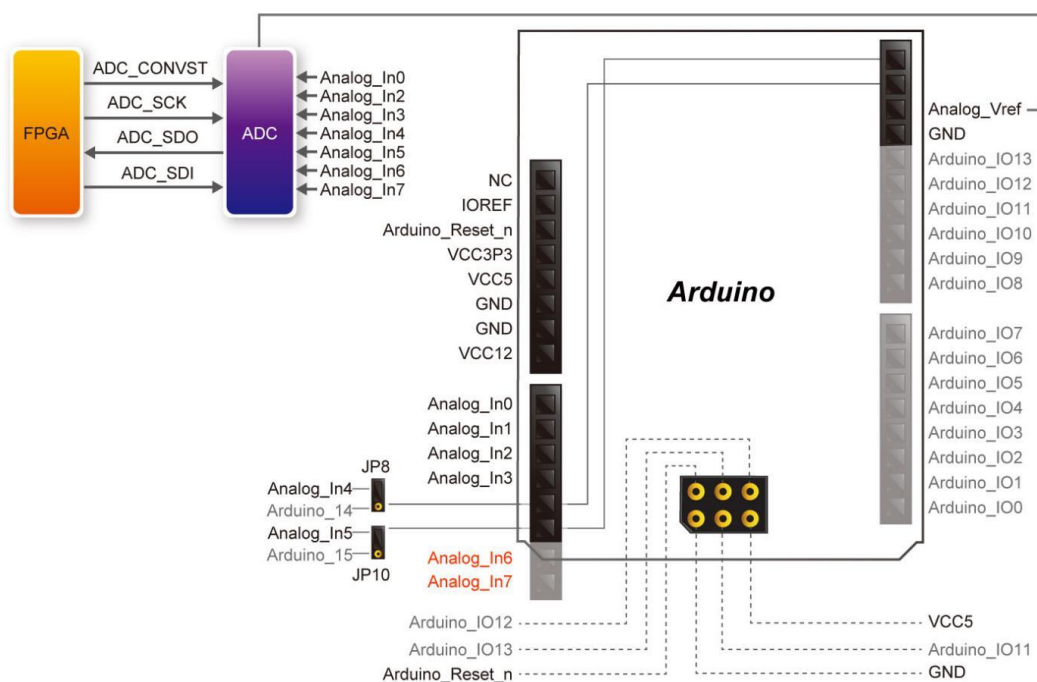 ADC_CONVST
ADC_SCK
FPGA
ADC_SDO
ADC_SDI
ADC
Analog_In0
Analog_In2
Analog_In3
Analog_In4
Analog_In5
Analog_In6
Analog_In7
NC
IOREF
Arduino_Reset_n
VCC3P3
VCC5
GND
GND
VCC12
Analog_In0
Analog_In1
Analog_In2
Analog_In3
JP8
Analog_In4
Arduino_14
Analog_In5
Arduino_15
JP10
Analog_In6
Analog_In7
Arduino_IO12
Arduino_IO13
Arduino_Reset_n
Arduino
Analog_Vref
GND
Arduino_IO13
Arduino_IO12
Arduino_IO11
Arduino_IO10
Arduino_IO9
Arduino_IO8
Arduino_IO7
Arduino_IO6
Arduino_IO5
Arduino_IO4
Arduino_IO3
Arduino_IO2
Arduino_IO1
Arduino_IO0
VCC5
Arduino_IO11
GND